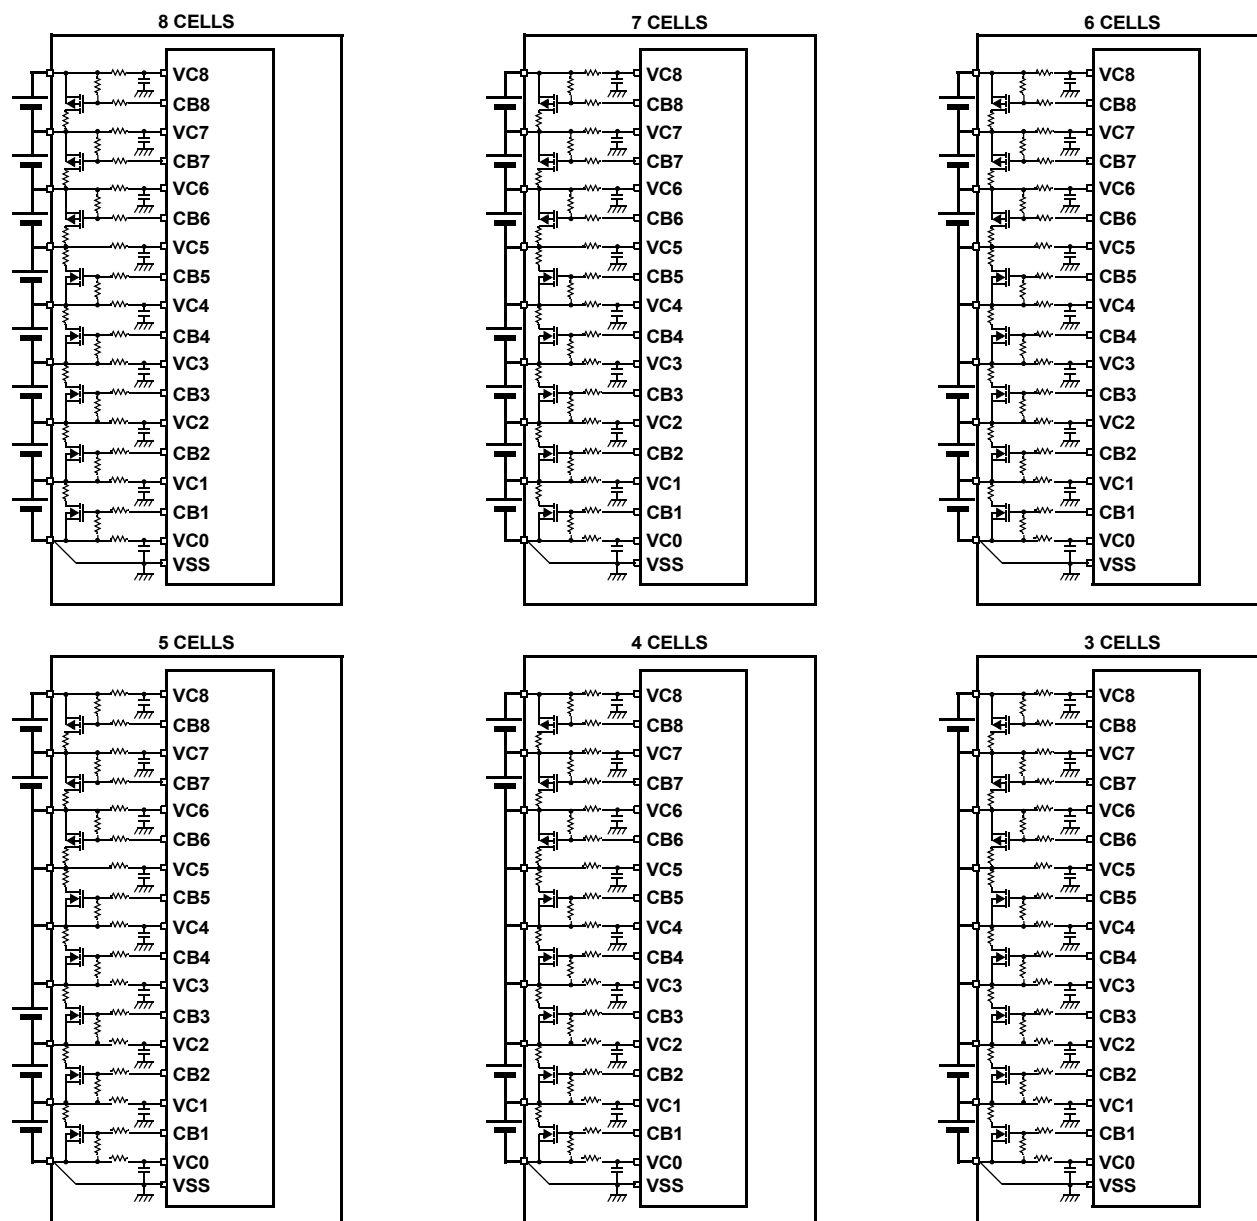 8 CELLS
VC8
CB8
VC7
CB7
VC6
CB6
VC5
CB5
VC4
CB4
VC3
CB3
VC2
CB2
VC1
CB1
VC0
VSS
7 CELLS
VC8
CB8
VC7
CB7
VC6
CB6
VC5
CB5
VC4
CB4
VC3
CB3
VC2
CB2
VC1
CB1
VC0
VSS
6 CELLS
VC8
CB8
VC7
CB7
VC6
CB6
VC5
CB5
VC4
CB4
VC3
CB3
VC2
CB2
VC1
CB1
VC0
VSS
5 CELLS
VC8
CB8
VC7
CB7
VC6
CB6
VC5
CB5
VC4
CB4
VC3
CB3
VC2
CB2
VC1
CB1
VC0
VSS
4 CELLS
VC8
CB8
VC7
CB7
VC6
CB6
VC5
CB5
VC4
CB4
VC3
CB3
VC2
CB2
VC1
CB1
VC0
VSS
3 CELLS
VC8
CB8
VC7
CB7
VC6
CB6
VC5
CB5
VC4
CB4
VC3
CB3
VC2
CB2
VC1
CB1
VC0
VSS